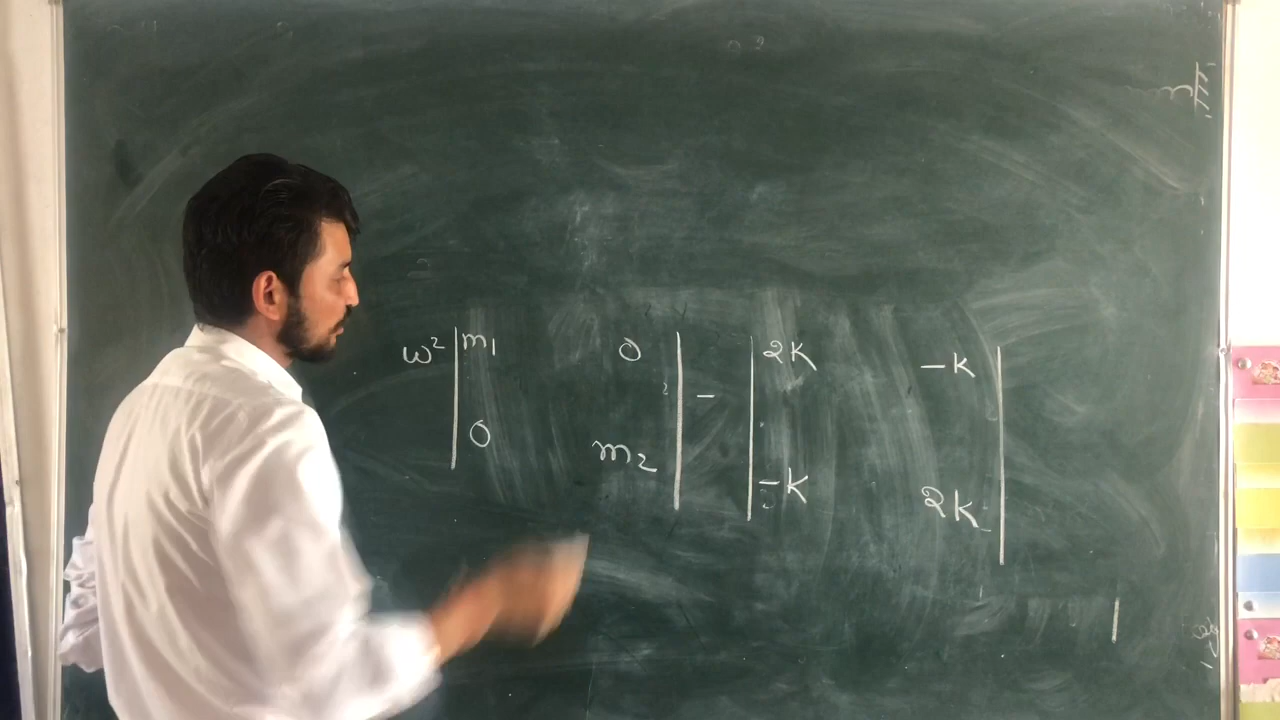 ω² | m₁ 0 | - | 2K -K |
| 0 m₂ | | -K 2K |